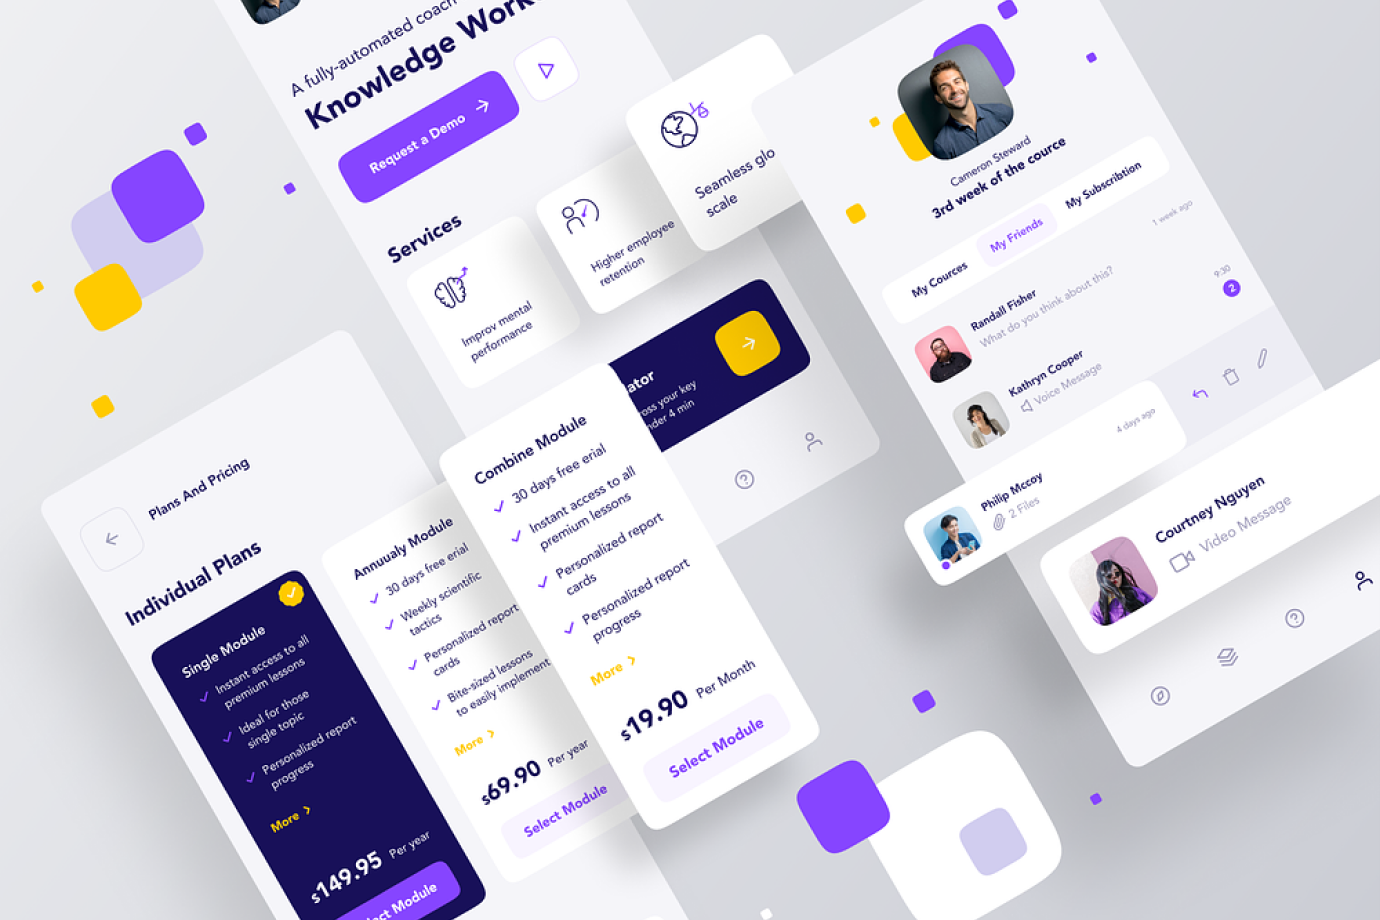 A fully-automated coach
Knowledge Work
Request a Demo
Services
Improv mental
performance
Higher employee
retention
Seamless glo
scale
ator
oss your key
nder 4 min
Plans And Pricing
Individual Plans
Single Module
Instant access to all
premium lessons
Ideal for those
single topic
Personalized report
progress
More
$149.95 Per year
lect Module
Annuualy Module
30 days free erial
Weekly scientific
tactics
Personalized report
cards
Bite-sized lessons
to easily implement
More
$69.90 Per year
Select Module
Combine Module
30 days free erial
Instant access to all
premium lessons
Personalized report
cards
Personalized report
progress
More
$19.90 Per Month
Select Module
Cameron Steward
3rd week of the cource
My Cources
My Friends
My Subscribtion
Randall Fisher
1 week ago
What do you think about this?
Kathryn Cooper
9:30
Voice Message
2
Philip Mccoy
4 days ago
2 Files
Courtney Nguyen
Video Message